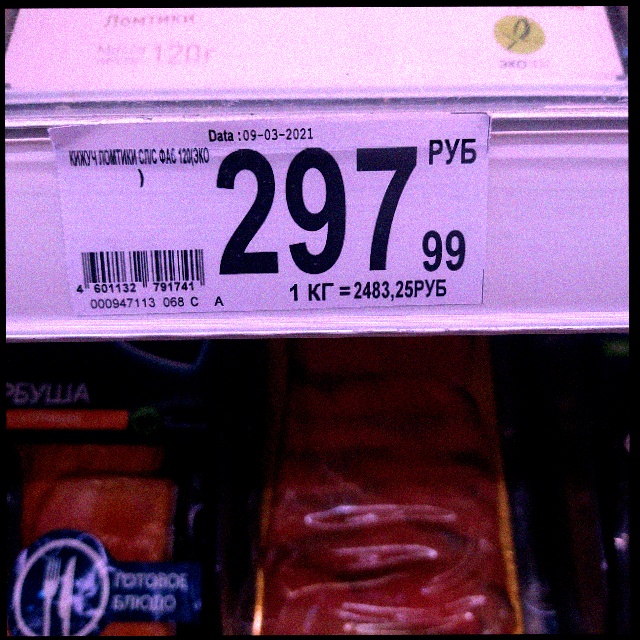 Ломтики
120г
ЭКО
Data :09-03-2021
КИЖУЧ ЛОМТИКИ СЛ/С ФАС 120(ЭКО
)
297 РУБ
99
4 601132 791741
1 КГ =2483,25РУБ
000947113 068 С А
РБУША
ГОТОВОЕ
БЛЮДО